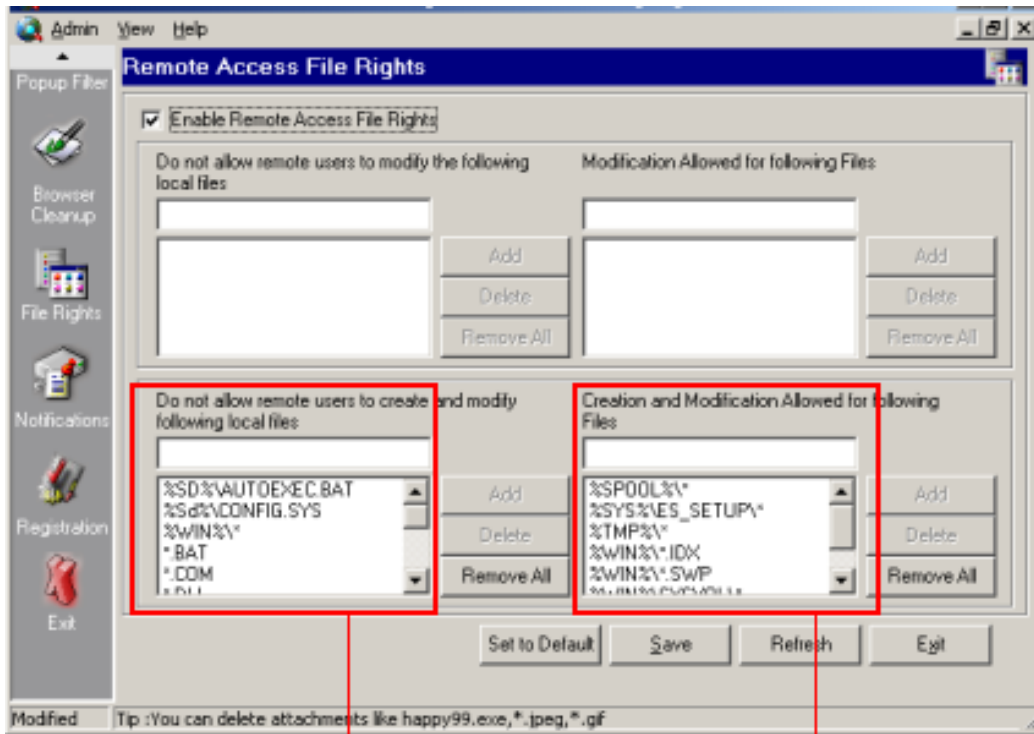 Admin View Help
Remote Access File Rights
Popup Filter
Enable Remote Access File Rights
Do not allow remote users to modify the following
local files
Modification Allowed for following Files
Browser
Cleanup
Add
Delete
Remove All
Add
Delete
Remove All
File Rights
Do not allow remote users to create and modify
following local files
Creation and Modification Allowed for following
Files
Notifications
%SD%\AUTOEXEC.BAT
%Sd%\CONFIG.SYS
%WIN%\*
*.BAT
*.COM
Add
Delete
Remove All
%SPOOL%\*
%SYS%\ES_SETUP\*
%TMP%\*
%WIN%\*.IDX
%WIN%\*.SWP
Add
Delete
Remove All
Registration
Exit
Set to Default Save Refresh Exit
Modified Tip :You can delete attachments like happy99.exe,*.jpeg,*.gif